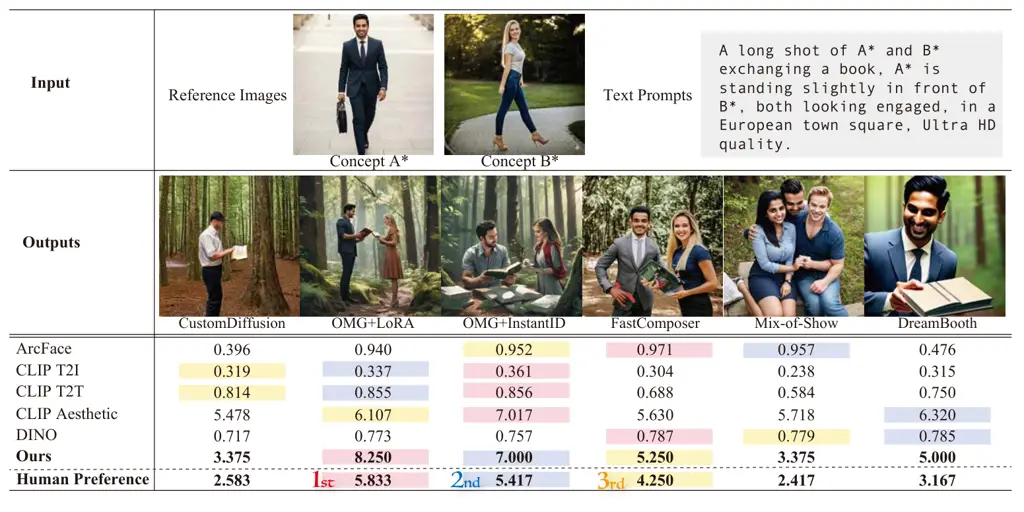 Input
Reference Images
Concept A*
Concept B*
Text Prompts
A long shot of A* and B*
exchanging a book, A* is
standing slightly in front of
B*, both looking engaged, in a
European town square, Ultra HD
quality.
Outputs
CustomDiffusion OMG+LoRA OMG+InstantID FastComposer Mix-of-Show DreamBooth
ArcFace 0.396 0.940 0.952 0.971 0.957 0.476
CLIP T2I 0.319 0.337 0.361 0.304 0.238 0.315
CLIP T2T 0.814 0.855 0.856 0.688 0.584 0.750
CLIP Aesthetic 5.478 6.107 7.017 5.630 5.718 6.320
DINO 0.717 0.773 0.757 0.787 0.779 0.785
Ours 3.375 8.250 7.000 5.250 3.375 5.000
Human Preference 2.583 1st 5.833 2nd 5.417 3rd 4.250 2.417 3.167